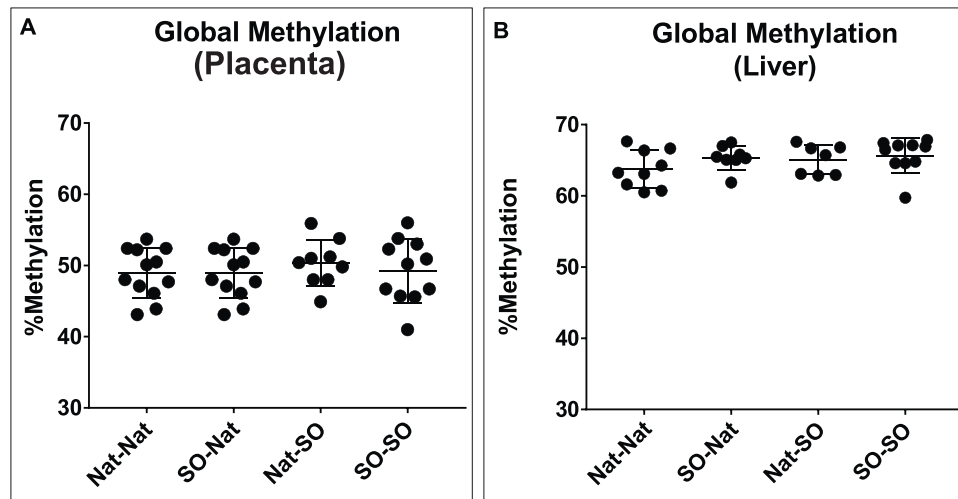 A
Global Methylation
(Placenta)
%Methylation
70
60
50
40
30
Nat-Nat
SO-Nat
Nat-SO
SO-SO
B
Global Methylation
(Liver)
%Methylation
70
60
50
40
30
Nat-Nat
SO-Nat
Nat-SO
SO-SO